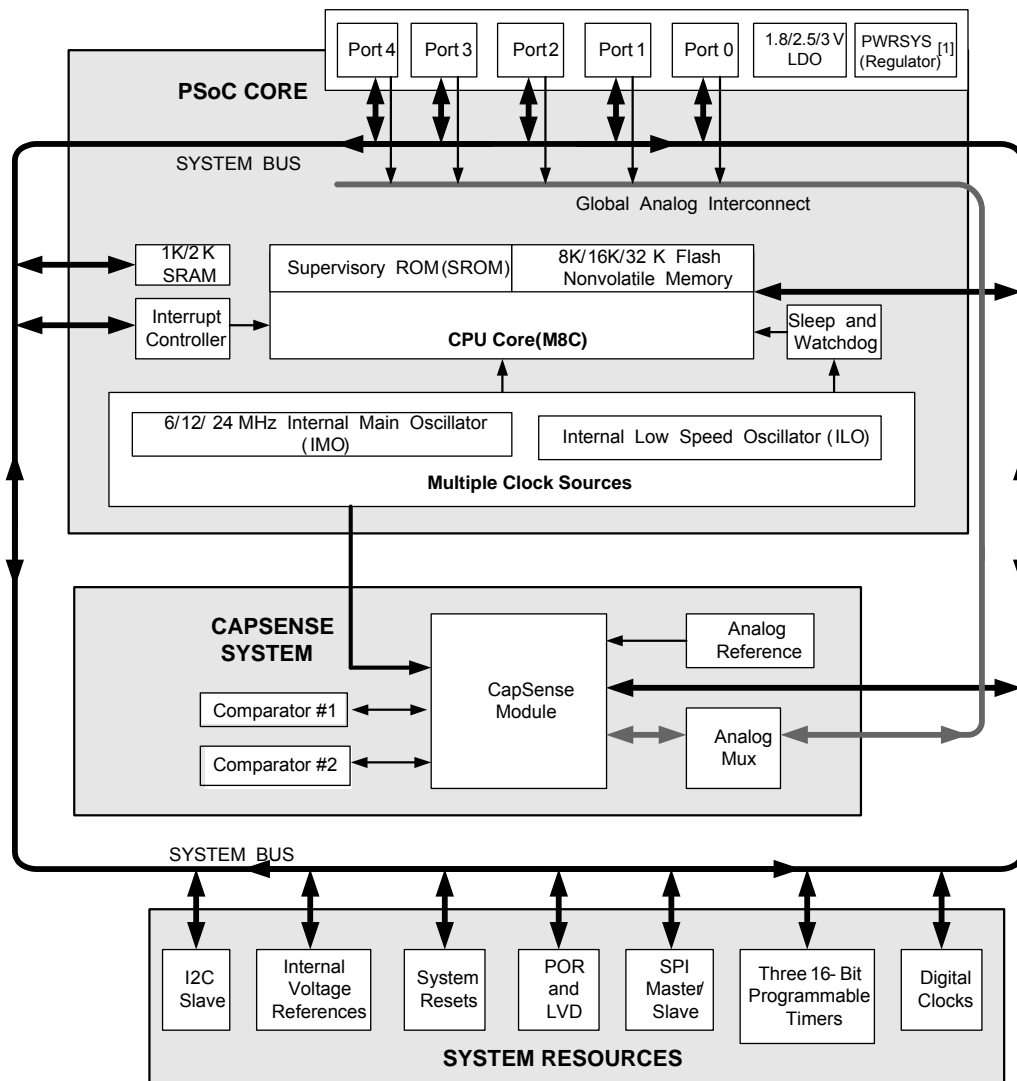 Port 4
Port 3
Port 2
Port 1
Port 0
1.8/2.5/3 V
LDO
PWRSYS [1]
(Regulator)
PSoC CORE
SYSTEM BUS
Global Analog Interconnect
1K/2 K
SRAM
Supervisory ROM (SROM)
8K/16K/32 K Flash
Nonvolatile Memory
Interrupt
Controller
CPU Core(M8C)
Sleep and
Watchdog
6/12/ 24 MHz Internal Main Oscillator
(IMO)
Internal Low Speed Oscillator (ILO)
Multiple Clock Sources
CAPSENSE
SYSTEM
Analog
Reference
CapSense
Module
Comparator #1
Comparator #2
Analog
Mux
SYSTEM BUS
I2C
Slave
Internal
Voltage
References
System
Resets
POR
and
LVD
SPI
Master/
Slave
Three 16- Bit
Programmable
Timers
Digital
Clocks
SYSTEM RESOURCES